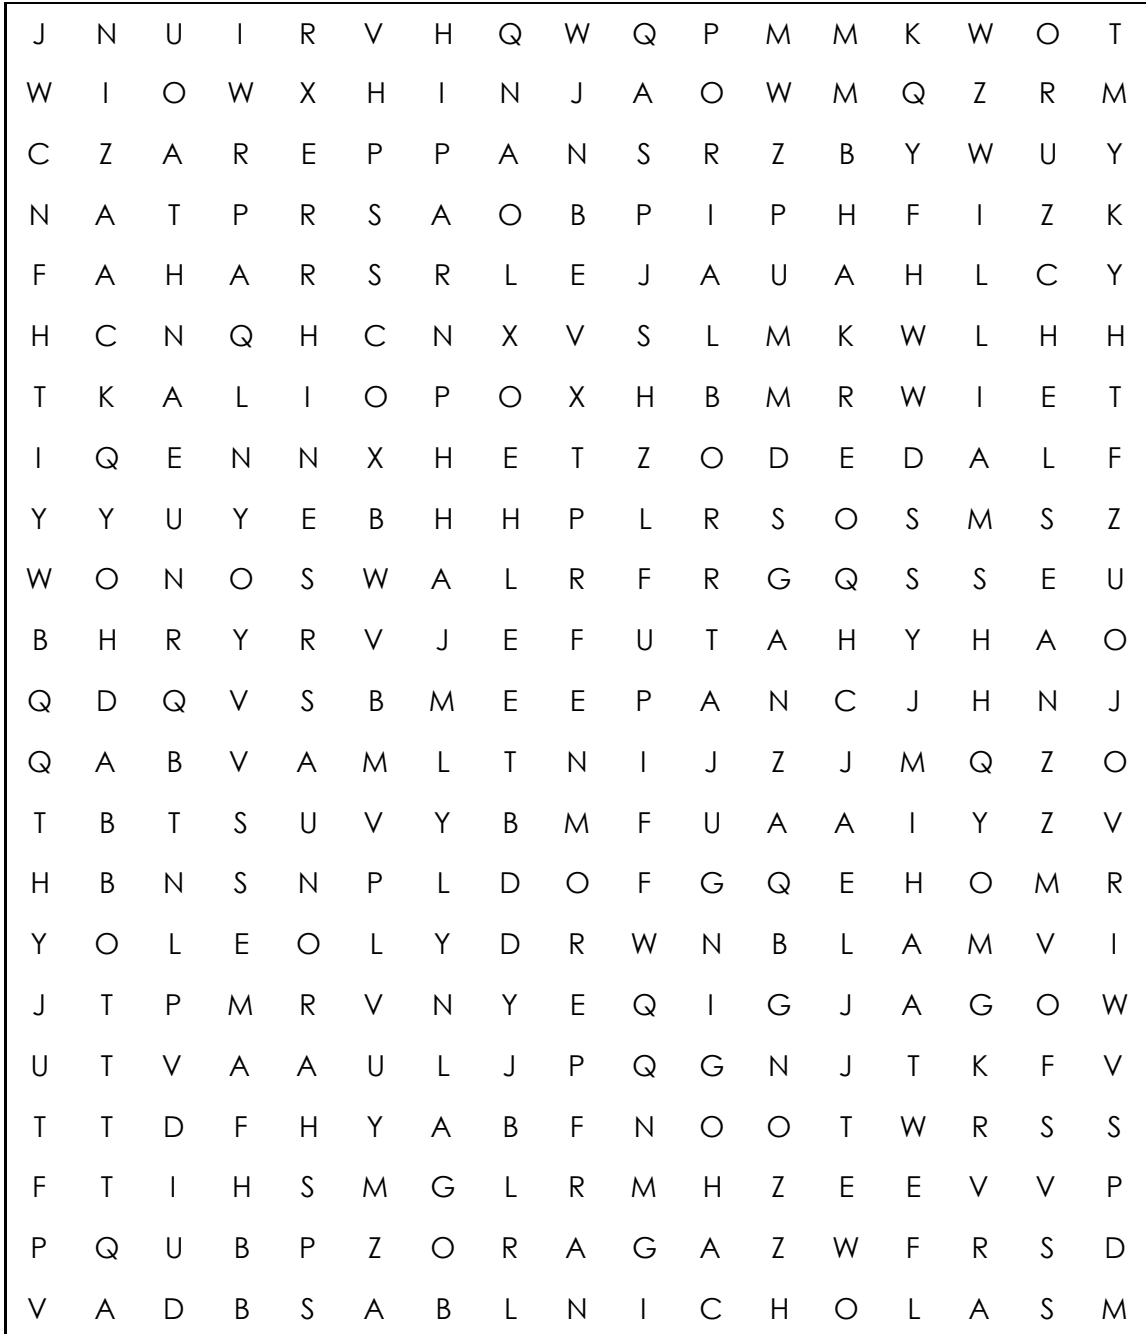 J N U I R V H Q W Q P M M K W O T
W I O W X H I N J A O W M Q Z R M
C Z A R E P P A N S R Z B Y W U Y
N A T P R S A O B P I P H F I Z K
F A H A R S R L E J A U A H L C Y
H C N Q H C N X V S L M K W L H H
T K A L I O P O X H B M R W I E T
I Q E N N X H E T Z O D E D A L F
Y Y U Y E B H H P L R S O S M S Z
W O N O S W A L R F R G Q S S E U
B H R Y R V J E F U T A H Y H A O
Q D Q V S B M E E P A N C J H N J
Q A B V A M L T N I J Z J M Q Z O
T B T S U V Y B M F U A A I Y Z V
H B N S N P L D O F G Q E H O M R
Y O L E O L Y D R W N B L A M V I
J T P M R V N Y E Q I G J A G O W
U T V A A U L J P Q G N J T K F V
T T D F H Y A B F N O O T W R S S
F T I H S M G L R M H Z E E V V P
P Q U B P Z O R A G A Z W F R S D
V A D B S A B L N I C H O L A S M